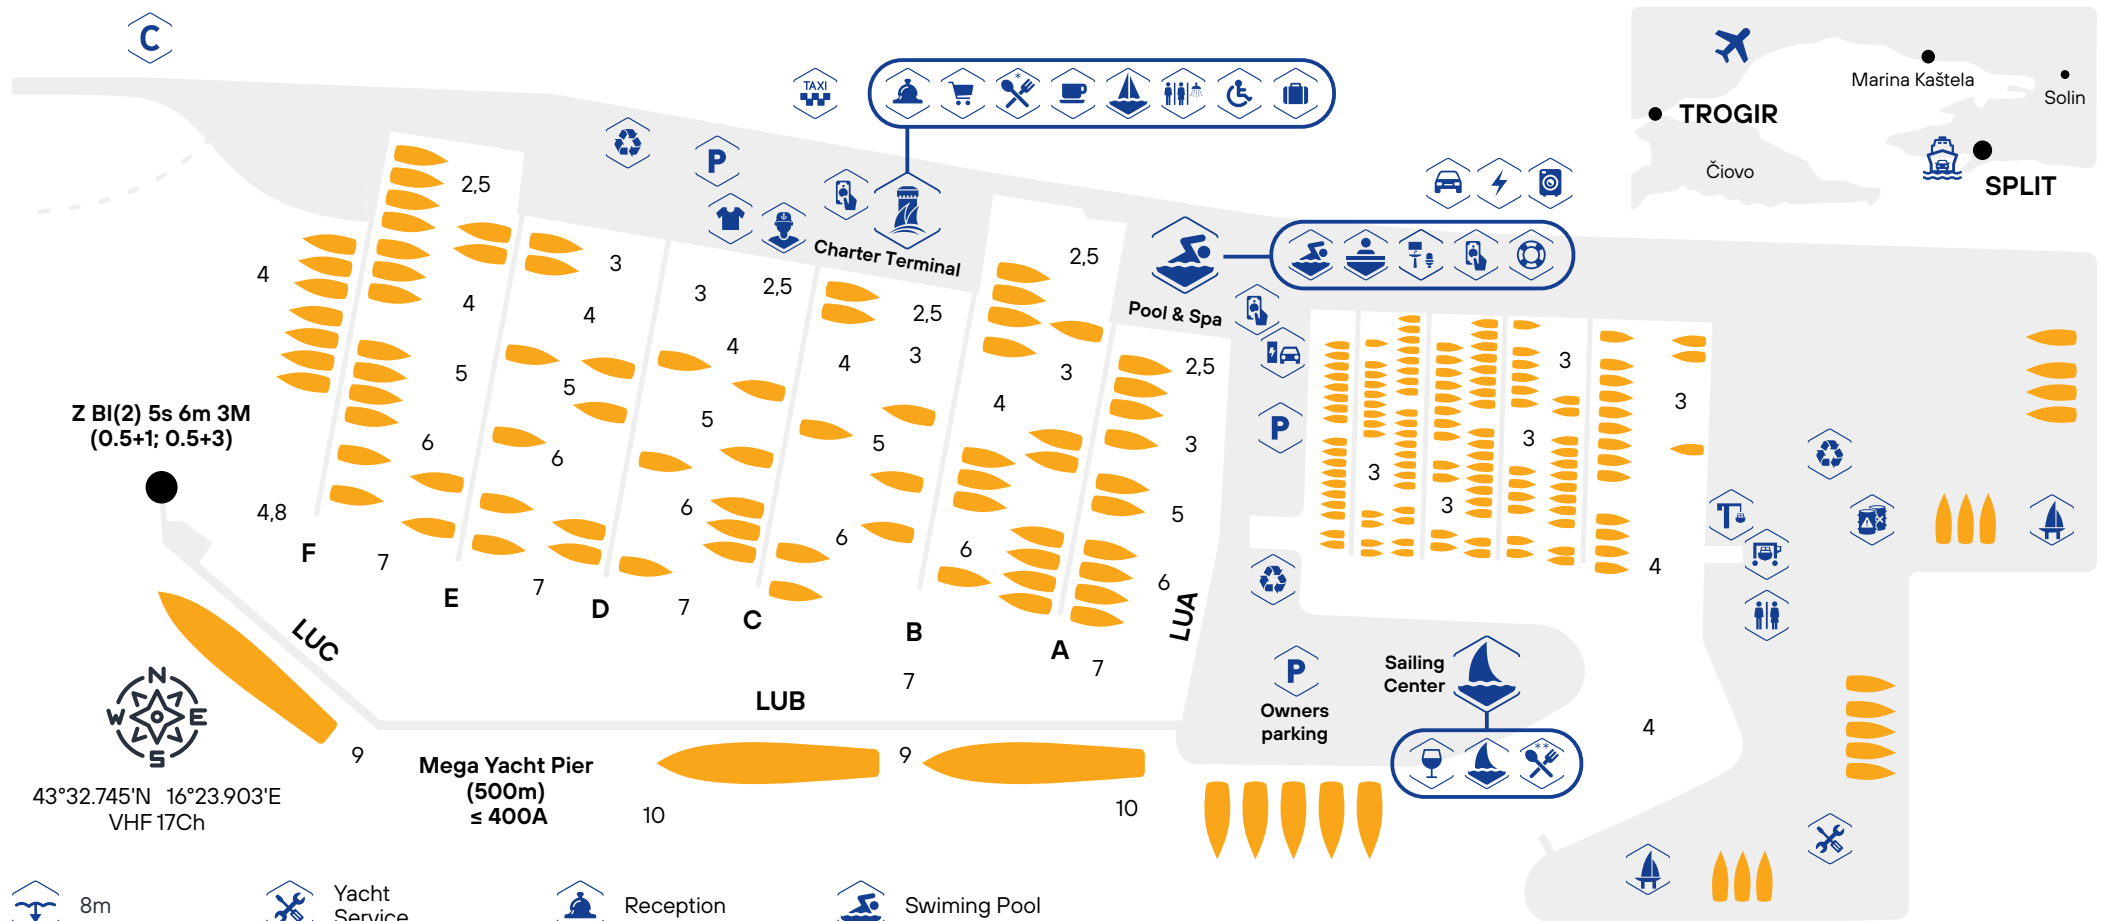 C
TAXI
P
Charter Terminal
Pool & Spa
P
TROGIR
Marina Kaštela
Solin
Čiovo
SPLIT
2,5
4
4
5
6
4,8
7
3
4
5
6
7
3
2,5
4
5
6
7
2,5
3
4
5
6
7
2,5
3
4
6
7
2,5
3
5
6
3
3
3
3
3
4
4
F
E
D
C
B
A
LUA
LUB
LUC
Z BI(2) 5s 6m 3M
(0.5+1; 0.5+3)
N
W E
S
43°32.745'N 16°23.903'E
VHF 17Ch
9
Mega Yacht Pier
(500m)
≤ 400A
10
9
10
P
Owners
parking
Sailing
Center
8m
Yacht
Service
Reception
Swiming Pool